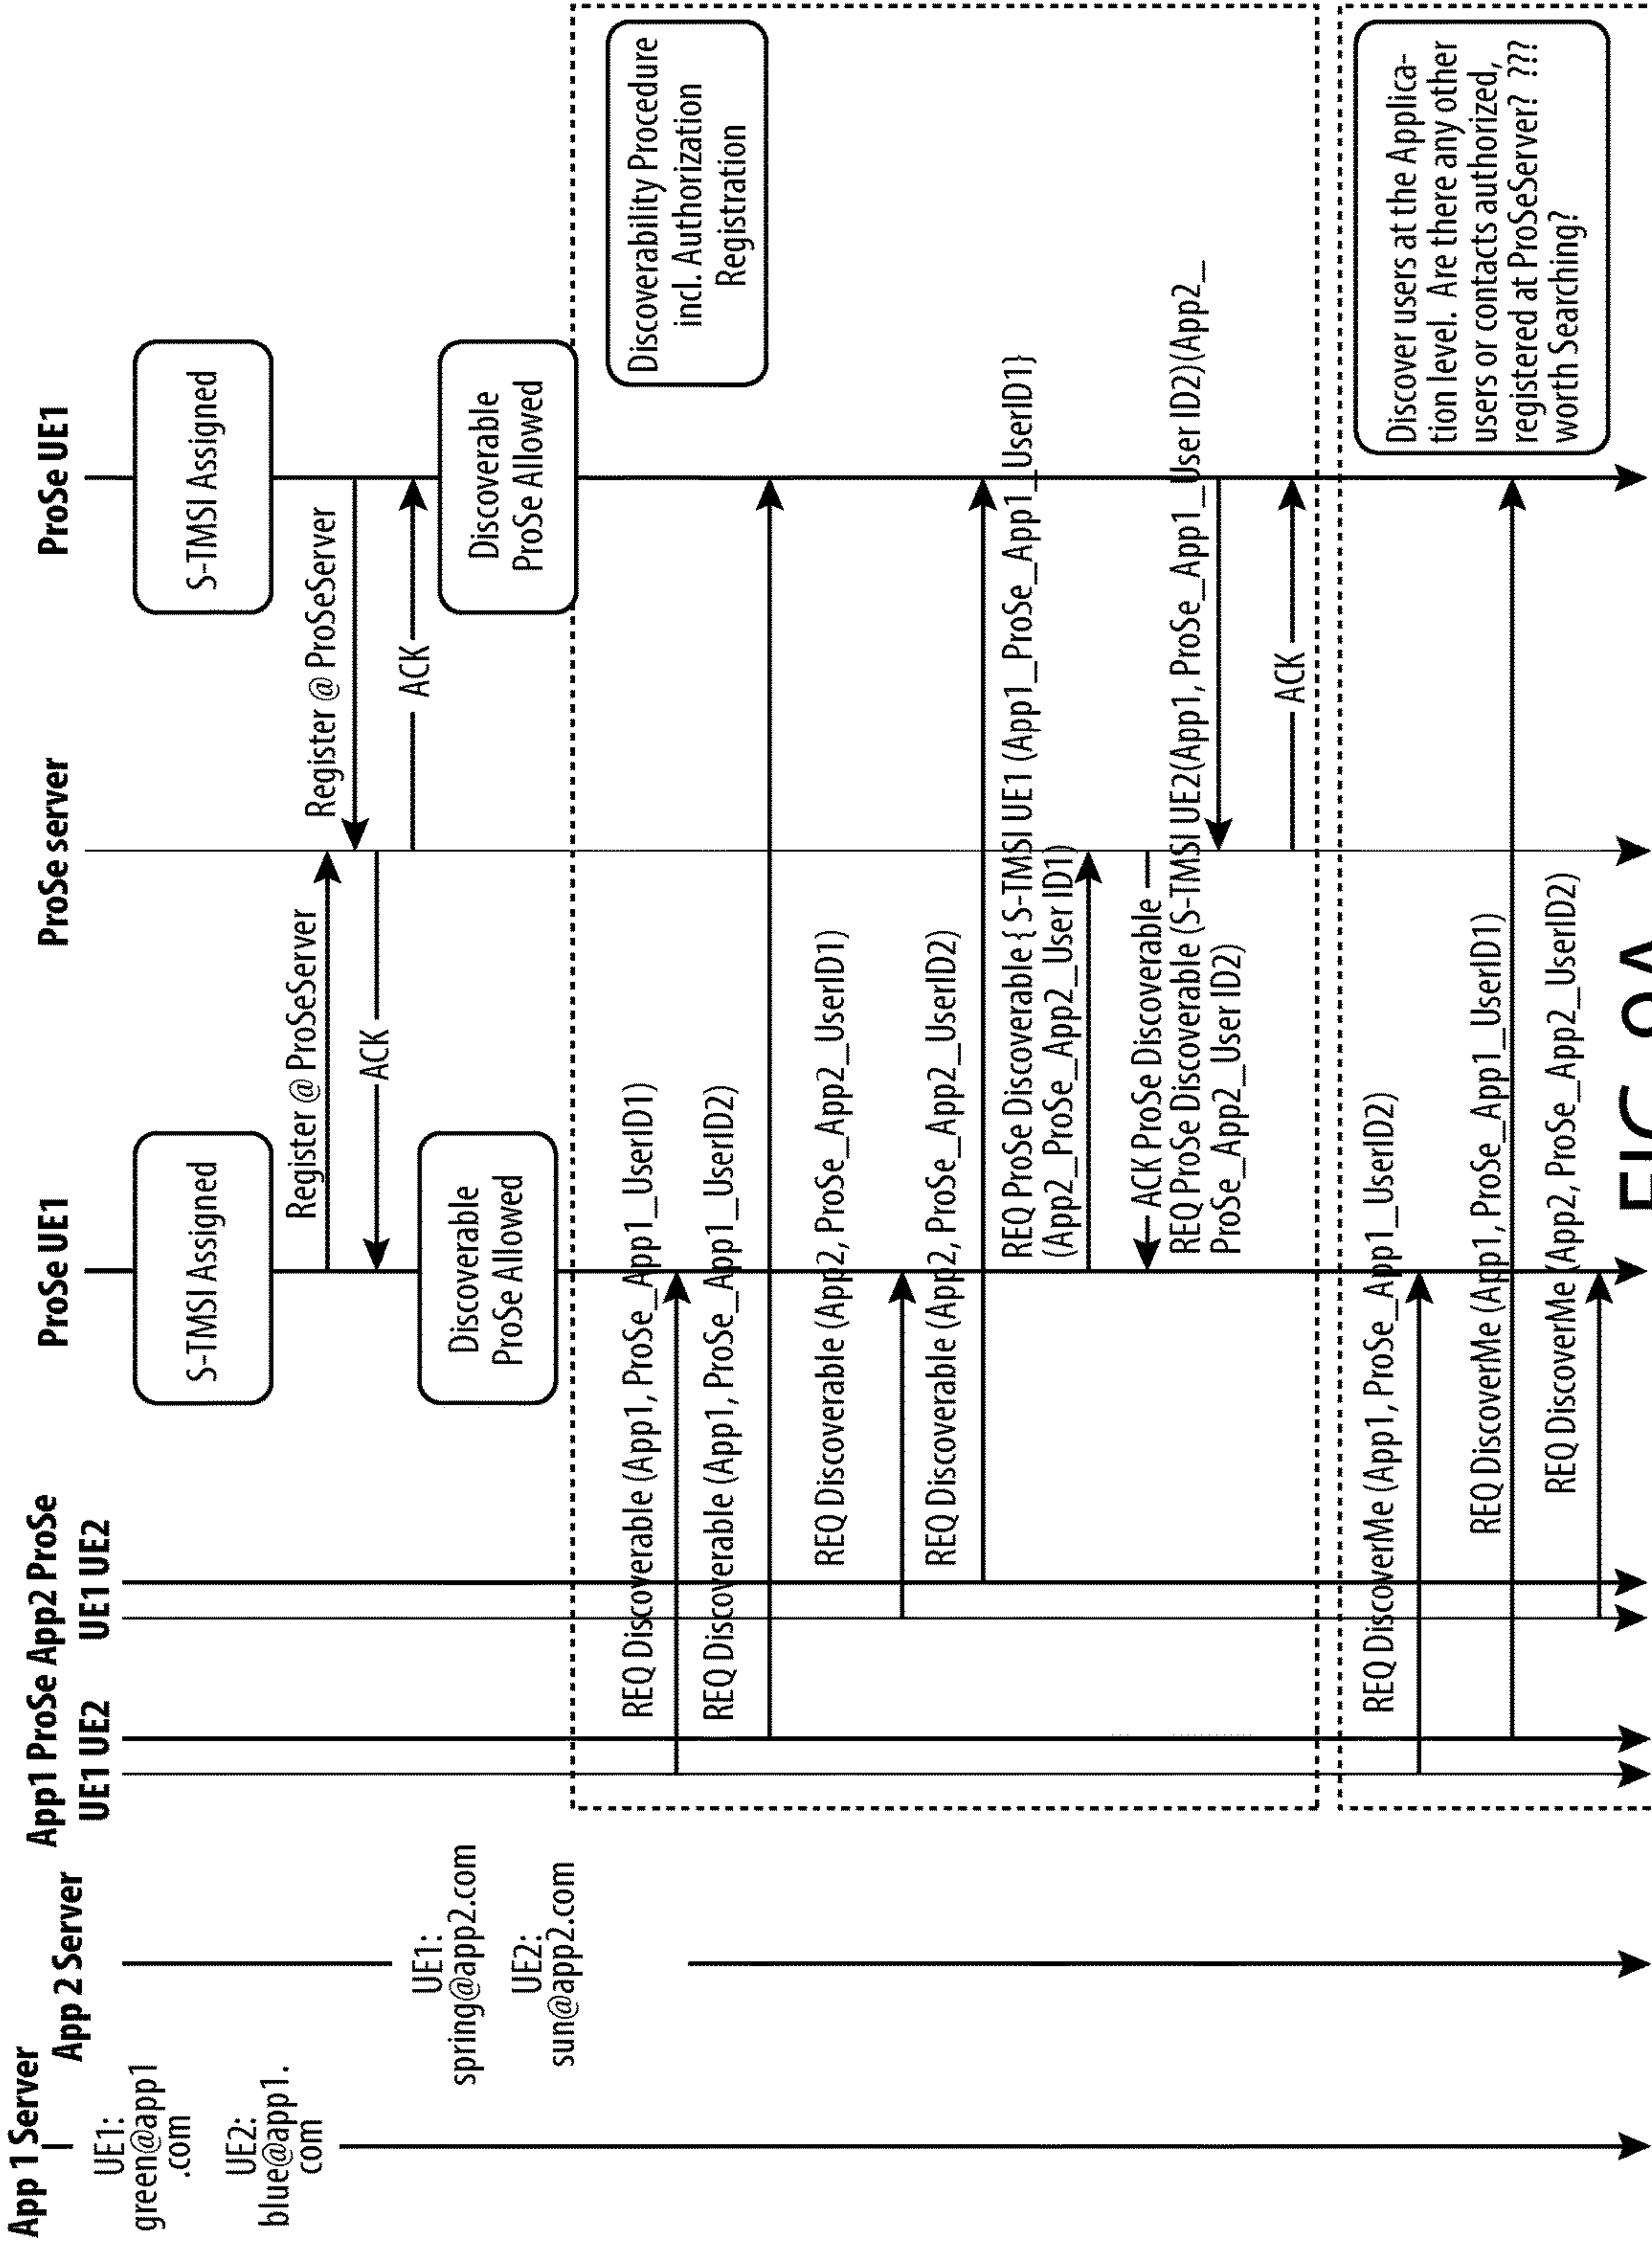 App 1 Server
App 2 Server
App1 ProSe App2 ProSe
UE1 UE2
UE1 UE2
ProSe UE1
ProSe server
ProSe UE1
UE1:
green@app1
.com
UE2:
blue@app1.
com
UE1:
spring@app2.com
UE2:
sun@app2.com
S-TMSI Assigned
S-TMSI Assigned
Register @ ProSeServer
Register @ ProSeServer
ACK
ACK
Discoverable
ProSe Allowed
Discoverable
ProSe Allowed
Discoverability Procedure
incl. Authorization
Registration
REQ Discoverable (App1, ProSe_App1_UserID1)
REQ Discoverable (App1, ProSe_App1_UserID2)
REQ Discoverable (App2, ProSe_App2_UserID1)
REQ Discoverable (App2, ProSe_App2_UserID2)
REQ ProSe Discoverable { S-TMSI UE1 (App1_ProSe_App1_UserID1}
(App2_ProSe_App2_User ID1)
ACK ProSe Discoverable
REQ ProSe Discoverable (S-TMSI UE2(App1, ProSe_App1_User ID2)(App2_
ProSe_App2_User ID2)
ACK
Discover users at the Applica-
tion level. Are there any other
users or contacts authorized,
registered at ProSeServer? ???
worth Searching?
REQ DiscoverMe (App1, ProSe_App1_UserID2)
REQ DiscoverMe (App1, ProSe_App1_UserID1)
REQ DiscoverMe (App2, ProSe_App2_UserID2)